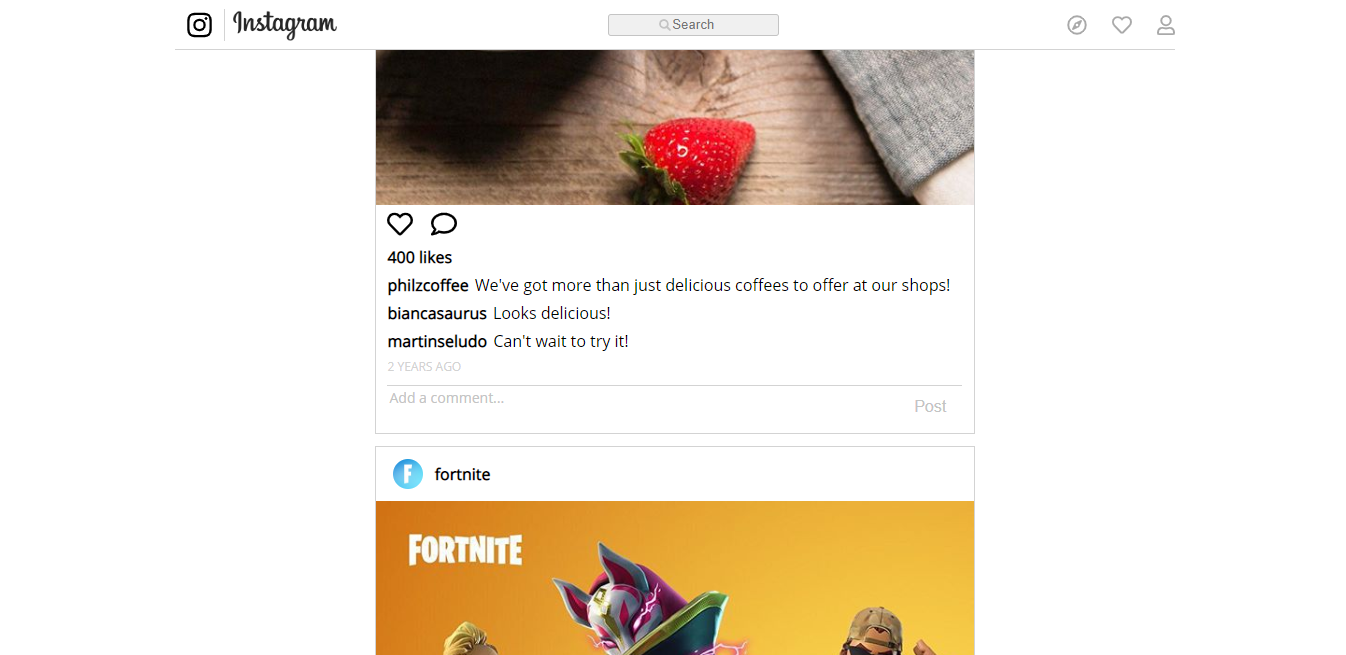 Instagram
Search
400 likes
philzcoffee We've got more than just delicious coffees to offer at our shops!
biancasaurus Looks delicious!
martinseludo Can't wait to try it!
2 YEARS AGO
Add a comment...
Post
F fortnite
FORTNITE